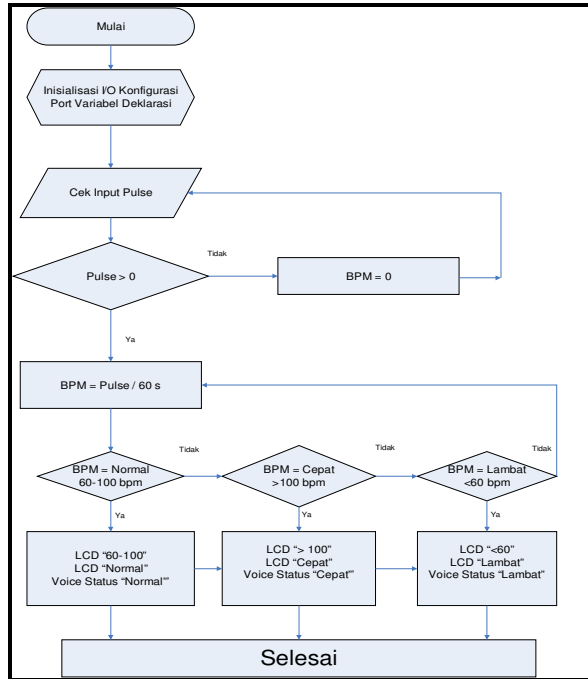 Mulai
Inisialisasi I/O Konfigurasi
Port Variabel Deklarasi
Cek Input Pulse
Tidak
Pulse > 0
BPM = 0
Ya
BPM = Pulse / 60 s
Tidak
Tidak
Tidak
BPM = Normal
60-100 bpm
BPM = Cepat
>100 bpm
BPM = Lambat
<60 bpm
Ya
Ya
Ya
LCD “60-100”
LCD “Normal”
Voice Status “Normal”’
LCD “> 100”
LCD “Cepat”
Voice Status “Cepat”’
LCD “<60”
LCD “Lambat”
Voice Status “Lambat”
Selesai